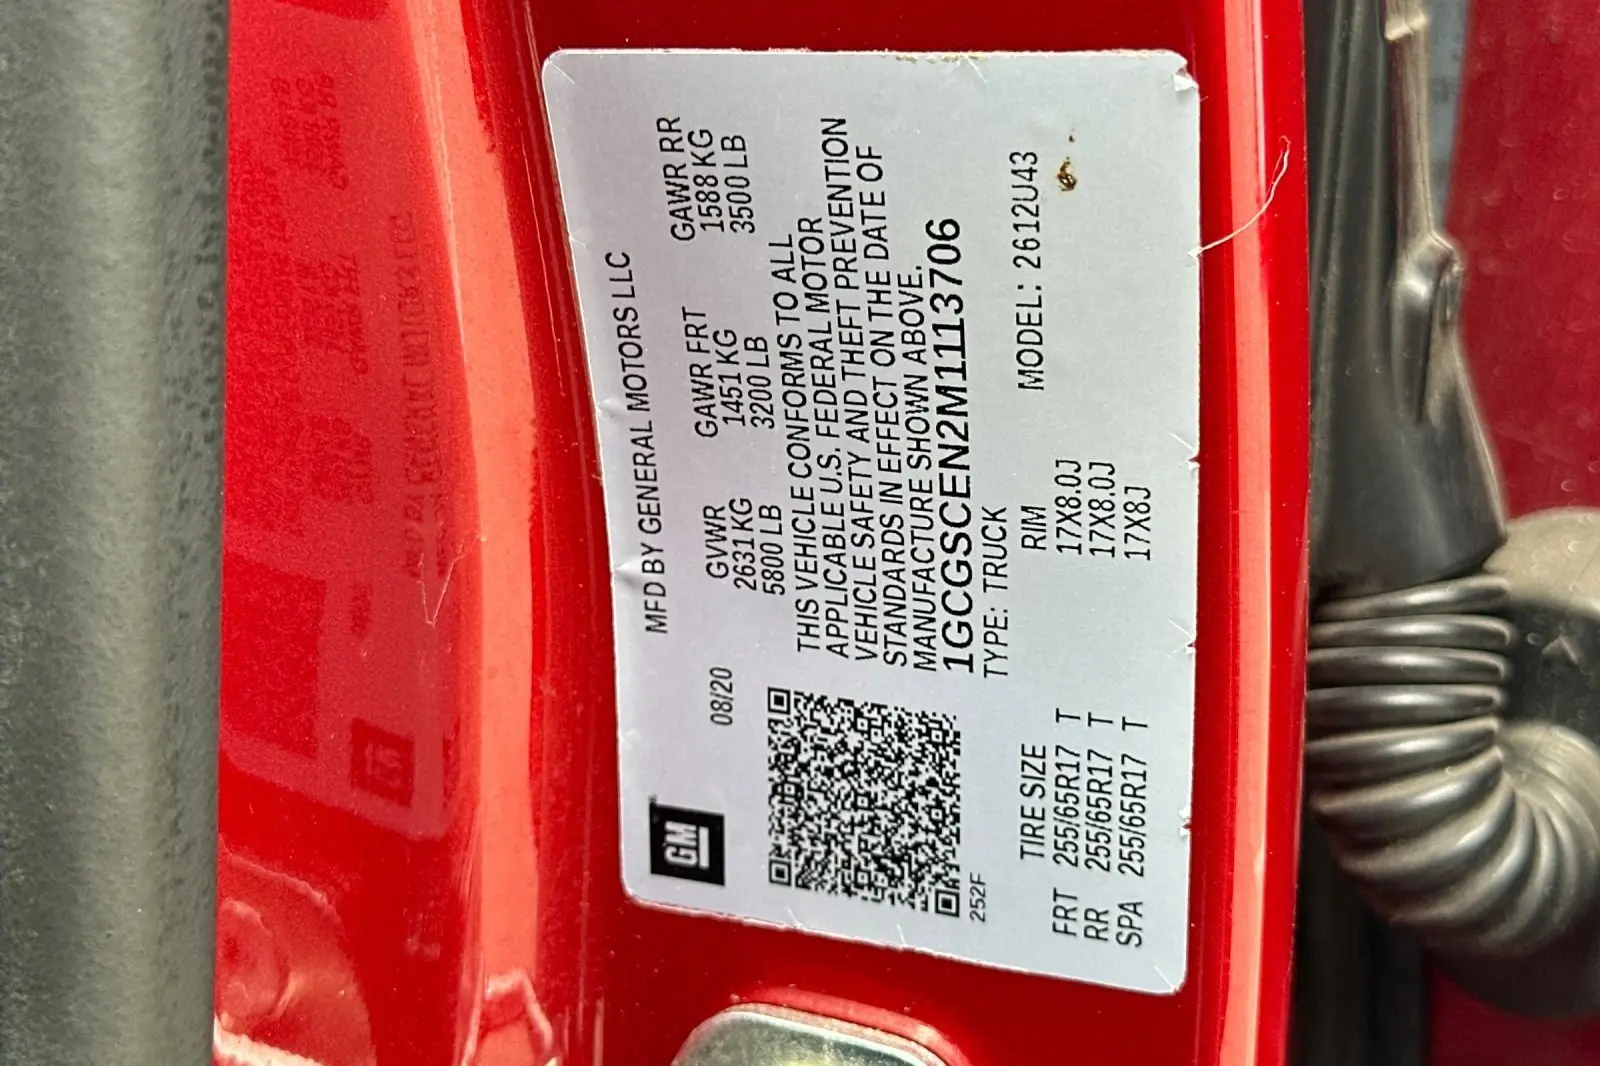 GM
MFD BY GENERAL MOTORS LLC
08/20
GVWR GAWR FRT GAWR RR
2631 KG 1451 KG 1588 KG
5800 LB 3200 LB 3500 LB
THIS VEHICLE CONFORMS TO ALL
APPLICABLE U.S. FEDERAL MOTOR
VEHICLE SAFETY AND THEFT PREVENTION
STANDARDS IN EFFECT ON THE DATE OF
MANUFACTURE SHOWN ABOVE.
1GCGSCEN2M1113706
252F
TYPE: TRUCK
MODEL: 2612U43
TIRE SIZE RIM
FRT 255/65R17 T 17X8.0J
RR 255/65R17 T 17X8.0J
SPA 255/65R17 T 17X8J